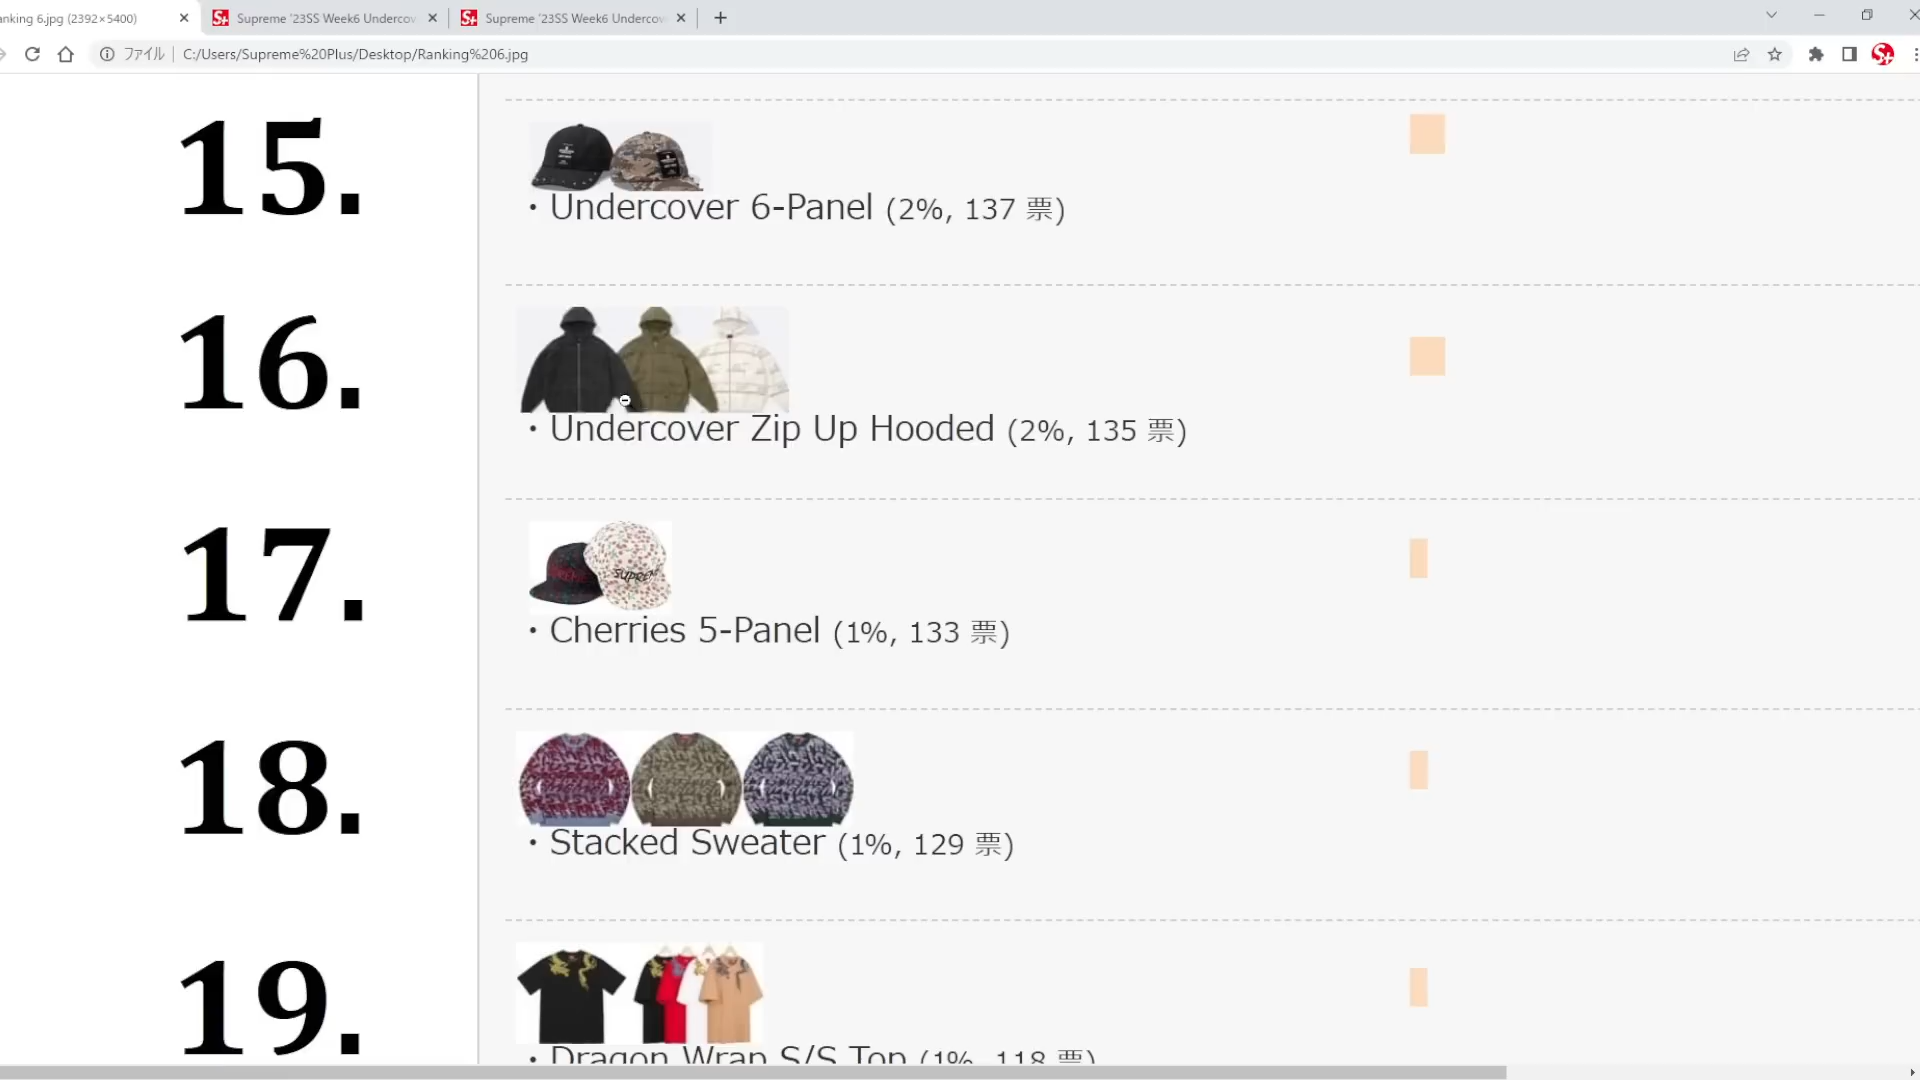 anking 6.jpg (2392×5400)
Supreme '23SS Week6 Undercov
Supreme '23SS Week6 Undercov
ファイル
C:/Users/Supreme%20Plus/Desktop/Ranking%206.jpg
15.
・Undercover 6-Panel (2%, 137 票)
16.
・Undercover Zip Up Hooded (2%, 135 票)
17.
SUPREME
・Cherries 5-Panel (1%, 133 票)
18.
・Stacked Sweater (1%, 129 票)
19.
・Dragon Wrap S/S Top (1%, 118 票)